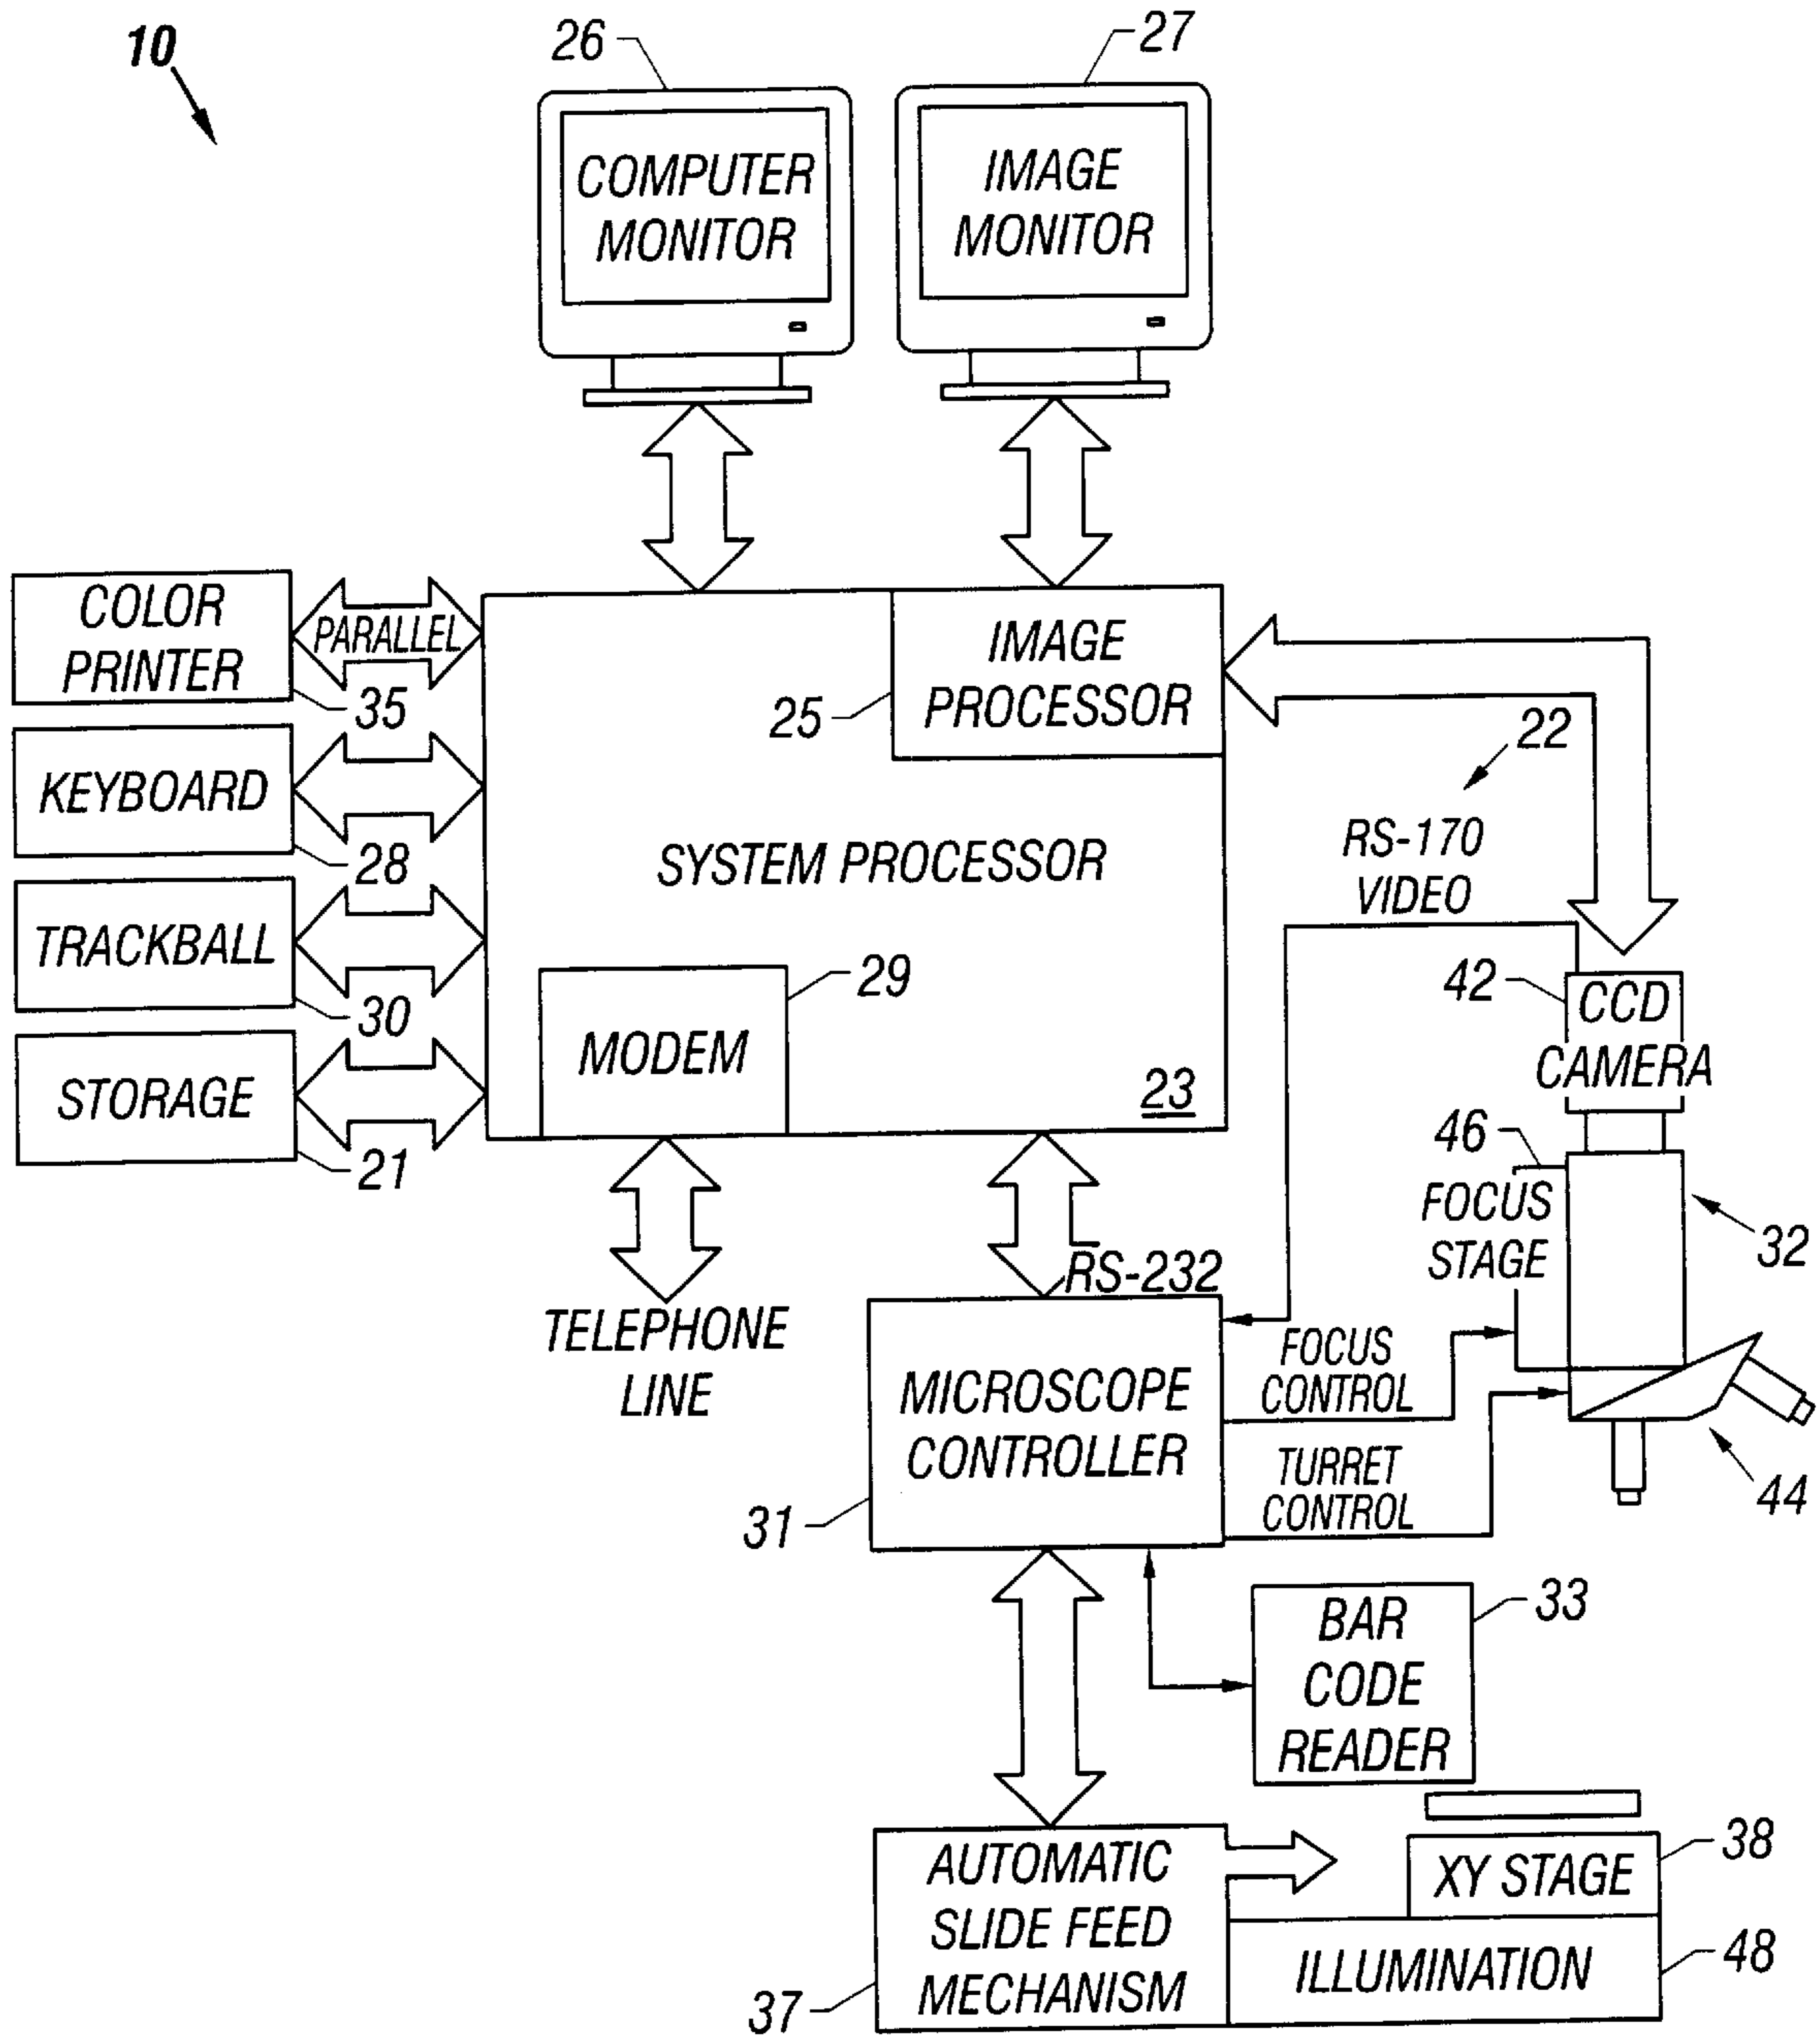 10
26
27
COMPUTER
MONITOR
IMAGE
MONITOR
COLOR
PRINTER
PARALLEL
35
IMAGE
PROCESSOR
25
22
KEYBOARD
28
SYSTEM PROCESSOR
RS-170
VIDEO
TRACKBALL
30
29
42
CCD
CAMERA
STORAGE
21
MODEM
23
46
FOCUS
STAGE
32
RS-232
TELEPHONE
LINE
MICROSCOPE
CONTROLLER
31
FOCUS
CONTROL
TURRET
CONTROL
44
BAR
CODE
READER
33
AUTOMATIC
SLIDE FEED
MECHANISM
37
XY STAGE
38
ILLUMINATION
48